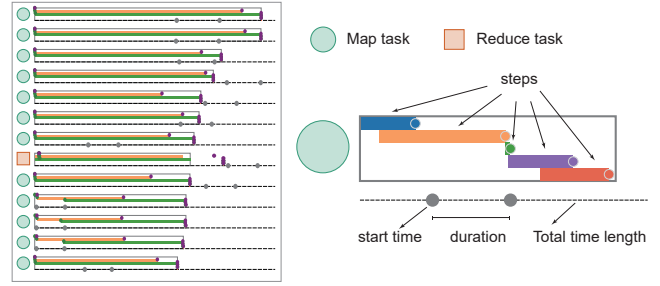 Map task
Reduce task
steps
start time
duration
Total time length